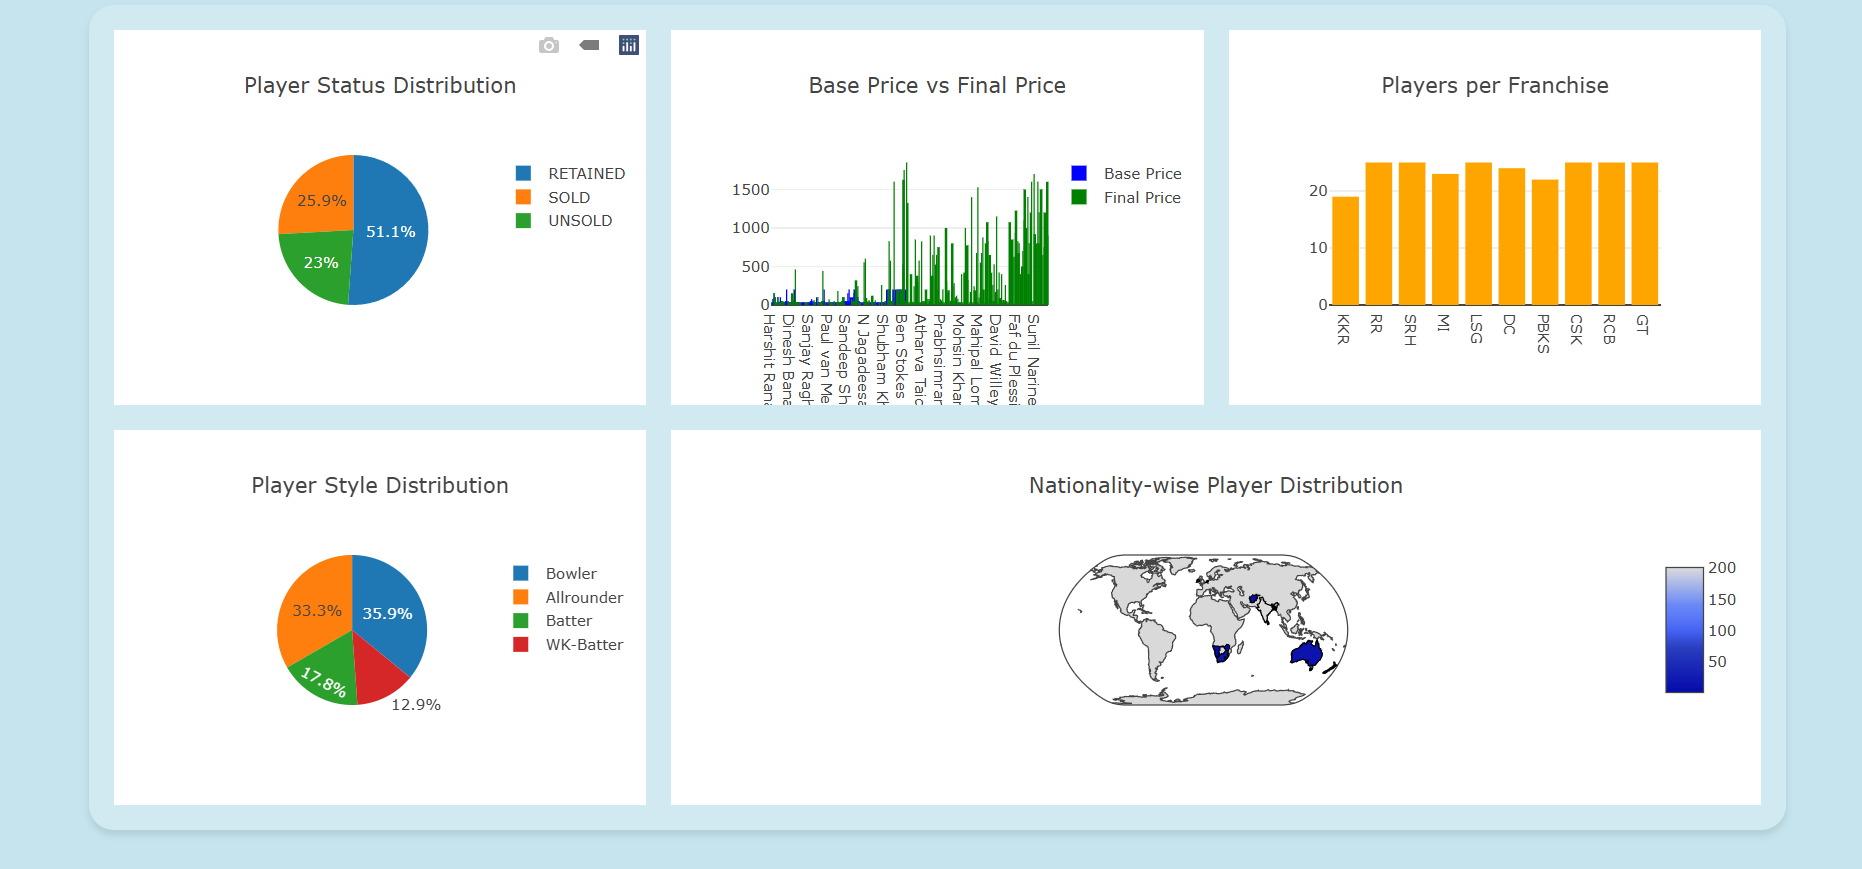 Player Status Distribution
51.1%
25.9%
23%
RETAINED
SOLD
UNSOLD
Base Price vs Final Price
1500
1000
500
0
Base Price
Final Price
Harshit Rana
Dinesh Bana
Sanjay Ragh
Paul van Me
Sandeep Sh
N Jagadeesa
Shubham Kh
Ben Stokes
Atharva Taid
Prabhsimran
Mohsin Khan
Mahipal Lom
David Willey
Faf du Plessi
Sunil Narine
Players per Franchise
20
10
0
KKR
RR
SRH
MI
LSG
DC
PBKS
CSK
RCB
GT
Player Style Distribution
35.9%
33.3%
17.8%
12.9%
Bowler
Allrounder
Batter
WK-Batter
Nationality-wise Player Distribution
200
150
100
50